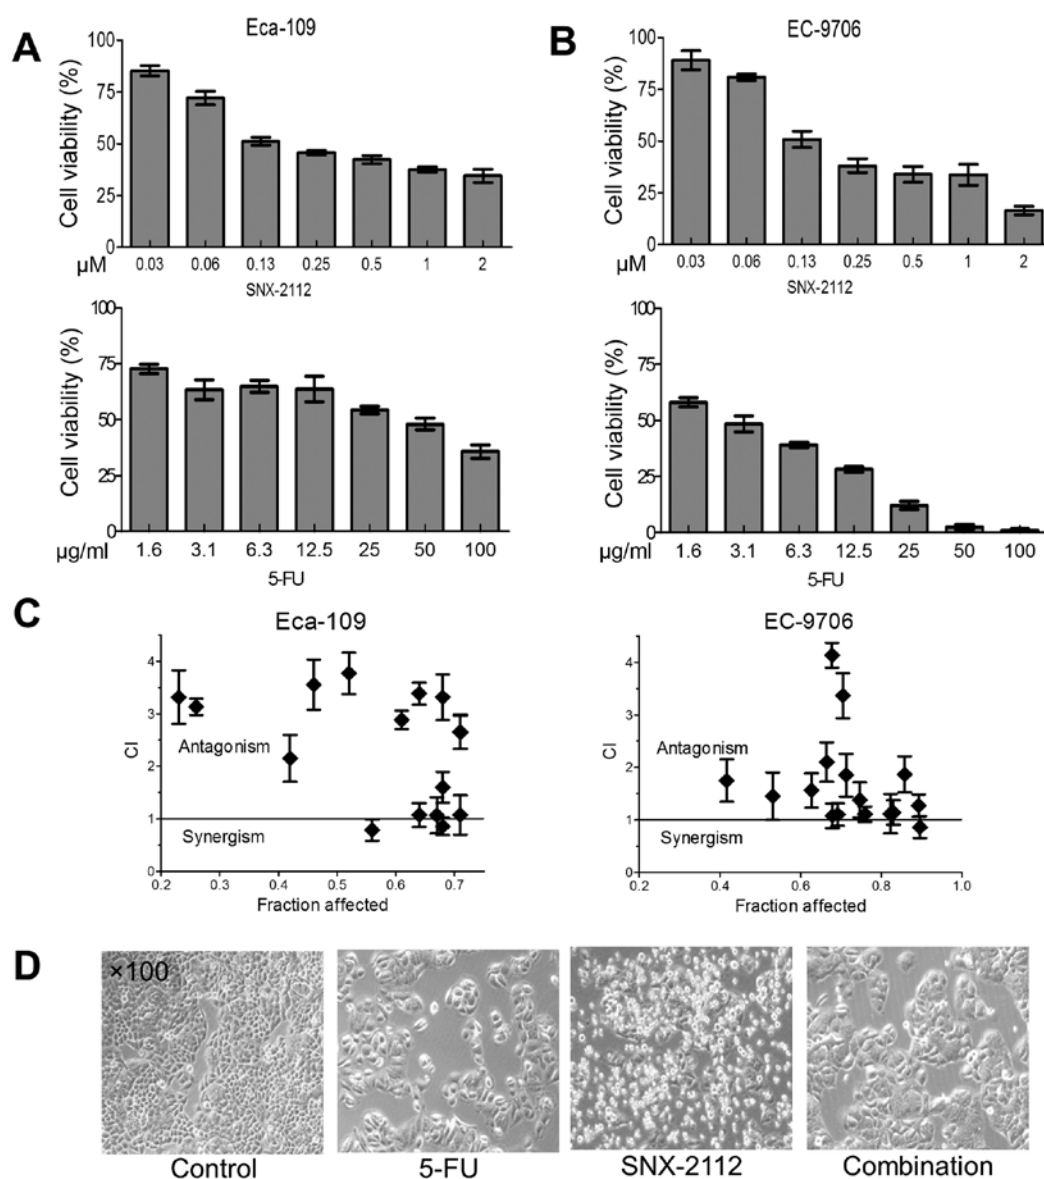 A
Eca-109
Cell viability (%)
100
75
50
25
0
µM
0.03 0.06 0.13 0.25 0.5 1 2
SNX-2112
Cell viability (%)
100
75
50
25
0
µg/ml
1.6 3.1 6.3 12.5 25 50 100
5-FU
B
EC-9706
Cell viability (%)
100
75
50
25
0
µM
0.03 0.06 0.13 0.25 0.5 1 2
SNX-2112
Cell viability (%)
100
75
50
25
0
µg/ml
1.6 3.1 6.3 12.5 25 50 100
5-FU
C
Eca-109
CI
4
3
2
1
0
Antagonism
Synergism
0.2 0.3 0.4 0.5 0.6 0.7
Fraction affected
EC-9706
CI
4
3
2
1
0
Antagonism
Synergism
0.2 0.4 0.6 0.8 1.0
Fraction affected
D
×100
Control
5-FU
SNX-2112
Combination